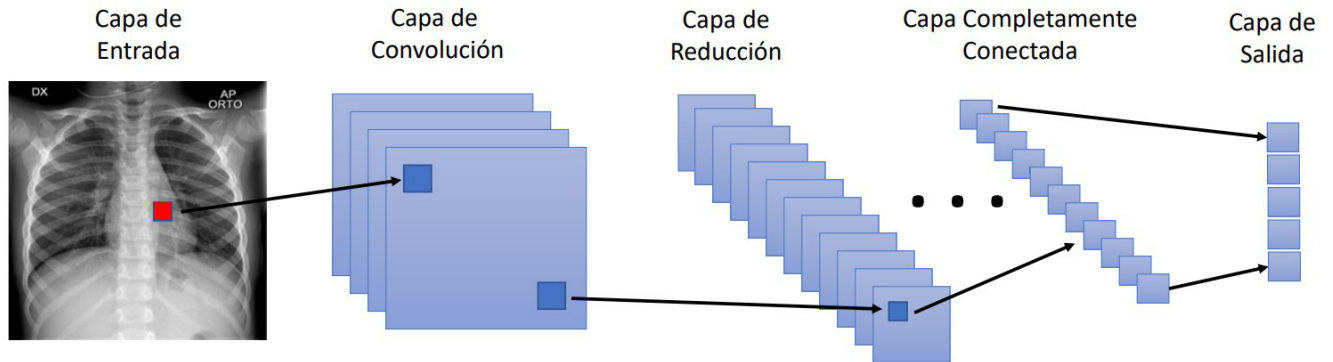 Capa de
Entrada
Capa de
Convolución
Capa de
Reducción
Capa Completamente
Conectada
Capa de
Salida
DX
AP
ORTO